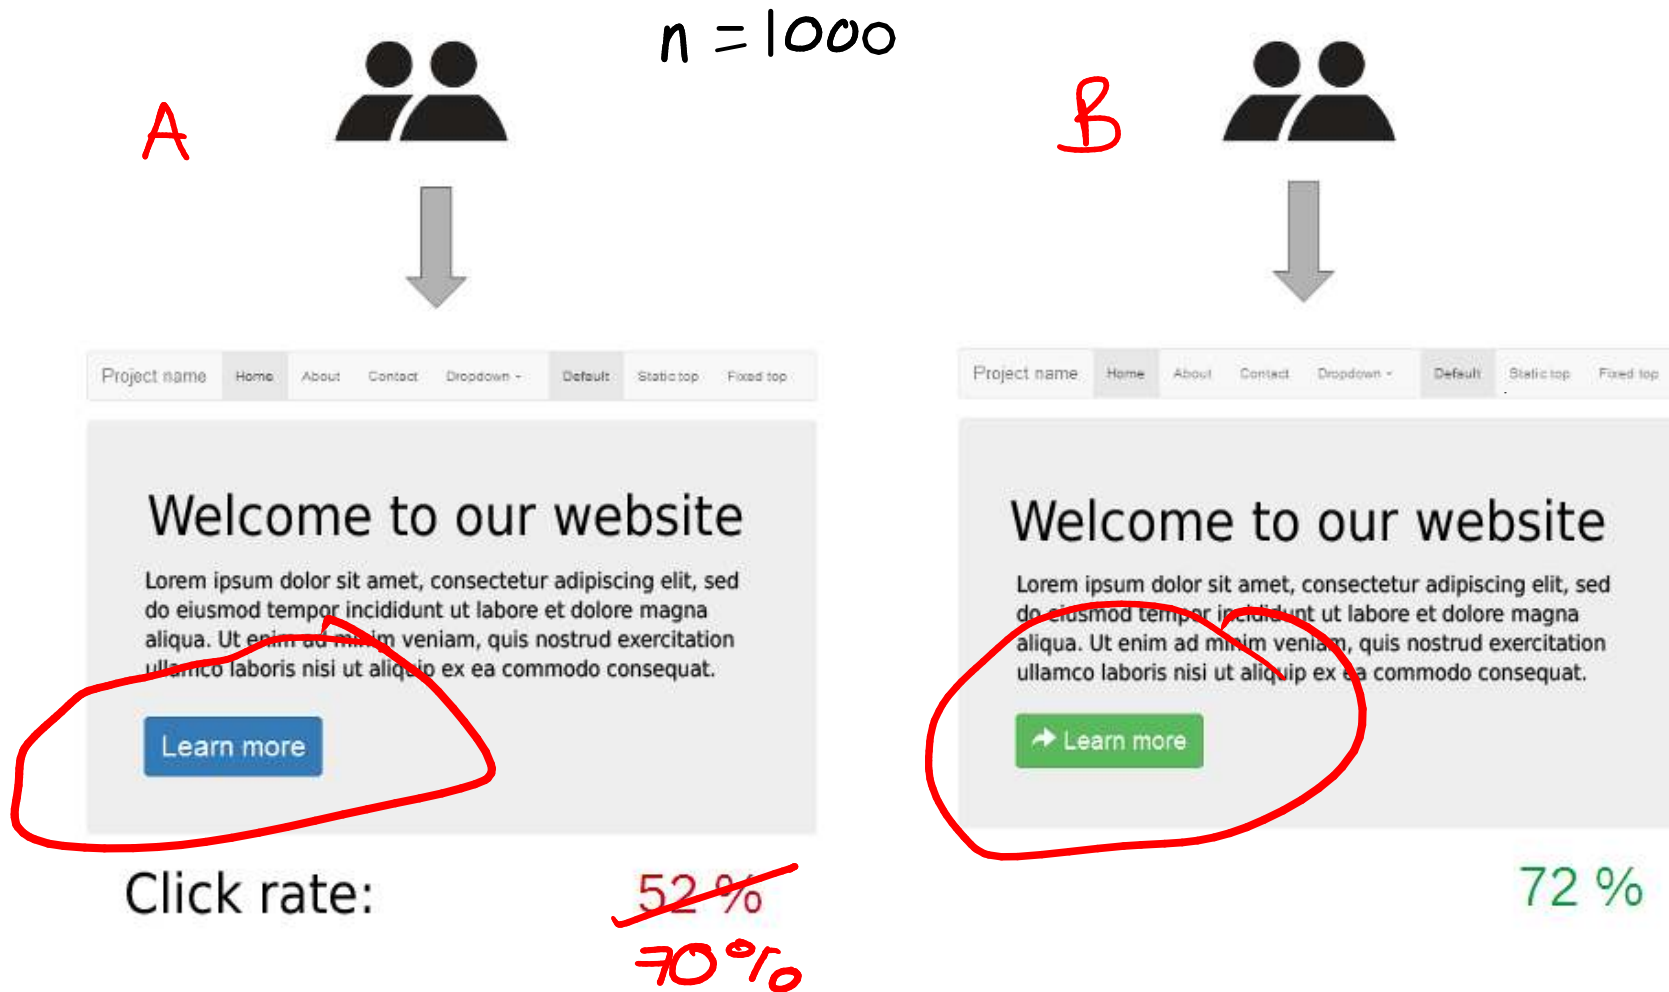 n = 1000
A
B
Project name Home About Contact Dropdown Default Static top Fixed top
Welcome to our website
Lorem ipsum dolor sit amet, consectetur adipiscing elit, sed
do eiusmod tempor incididunt ut labore et dolore magna
aliqua. Ut enim ad minim veniam, quis nostrud exercitation
ullamco laboris nisi ut aliquip ex ea commodo consequat.
Learn more
Click rate:
52 %
70%
Project name Home About Contact Dropdown Default Static top Fixed top
Welcome to our website
Lorem ipsum dolor sit amet, consectetur adipiscing elit, sed
do eiusmod tempor incididunt ut labore et dolore magna
aliqua. Ut enim ad minim veniam, quis nostrud exercitation
ullamco laboris nisi ut aliquip ex ea commodo consequat.
Learn more
72 %